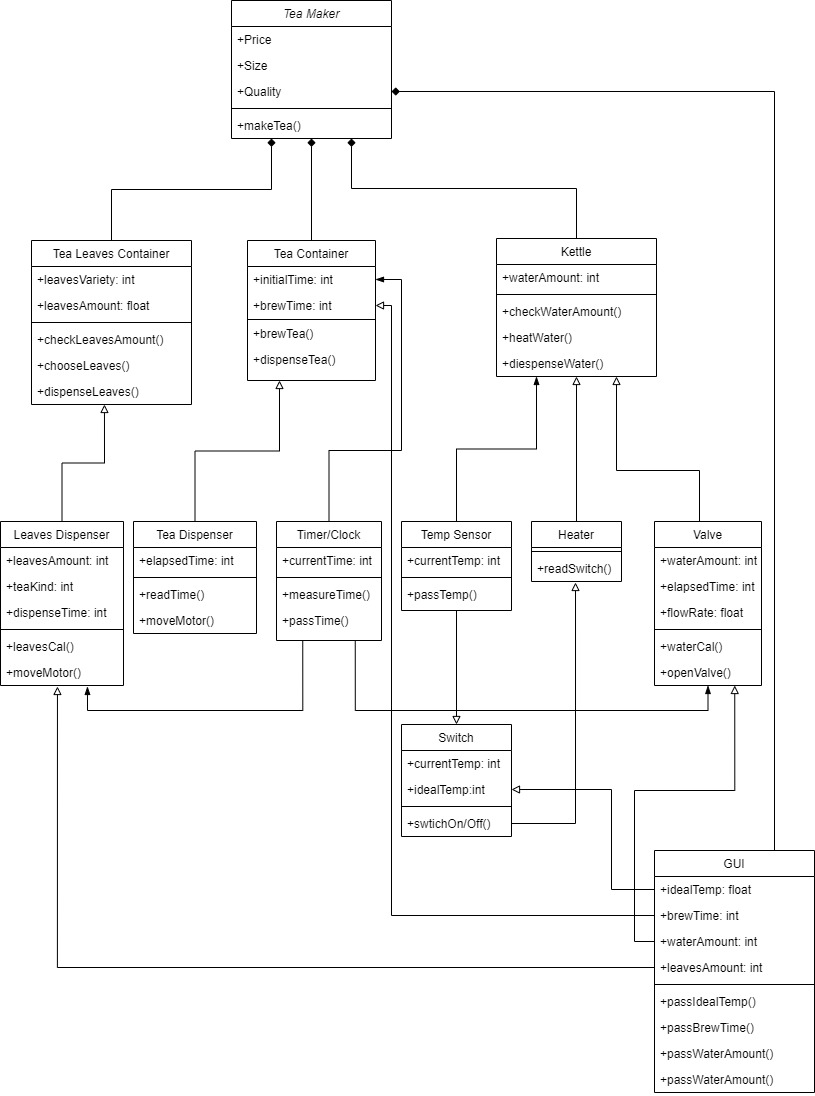 Tea Maker
+Price
+Size
+Quality
+makeTea()
Tea Leaves Container
+leavesVariety: int
+leavesAmount: float
+checkLeavesAmount()
+chooseLeaves()
+dispenseLeaves()
Tea Container
+initialTime: int
+brewTime: int
+brewTea()
+dispenseTea()
Kettle
+waterAmount: int
+checkWaterAmount()
+heatWater()
+diespenseWater()
Leaves Dispenser
+leavesAmount: int
+teaKind: int
+dispenseTime: int
+leavesCal()
+moveMotor()
Tea Dispenser
+elapsedTime: int
+readTime()
+moveMotor()
Timer/Clock
+currentTime: int
+measureTime()
+passTime()
Temp Sensor
+currentTemp: int
+passTemp()
Heater
+readSwitch()
Valve
+waterAmount: int
+elapsedTime: int
+flowRate: float
+waterCal()
+openValve()
Switch
+currentTemp: int
+idealTemp:int
+swtichOn/Off()
GUI
+idealTemp: float
+brewTime: int
+waterAmount: int
+leavesAmount: int
+passIdealTemp()
+passBrewTime()
+passWaterAmount()
+passWaterAmount()